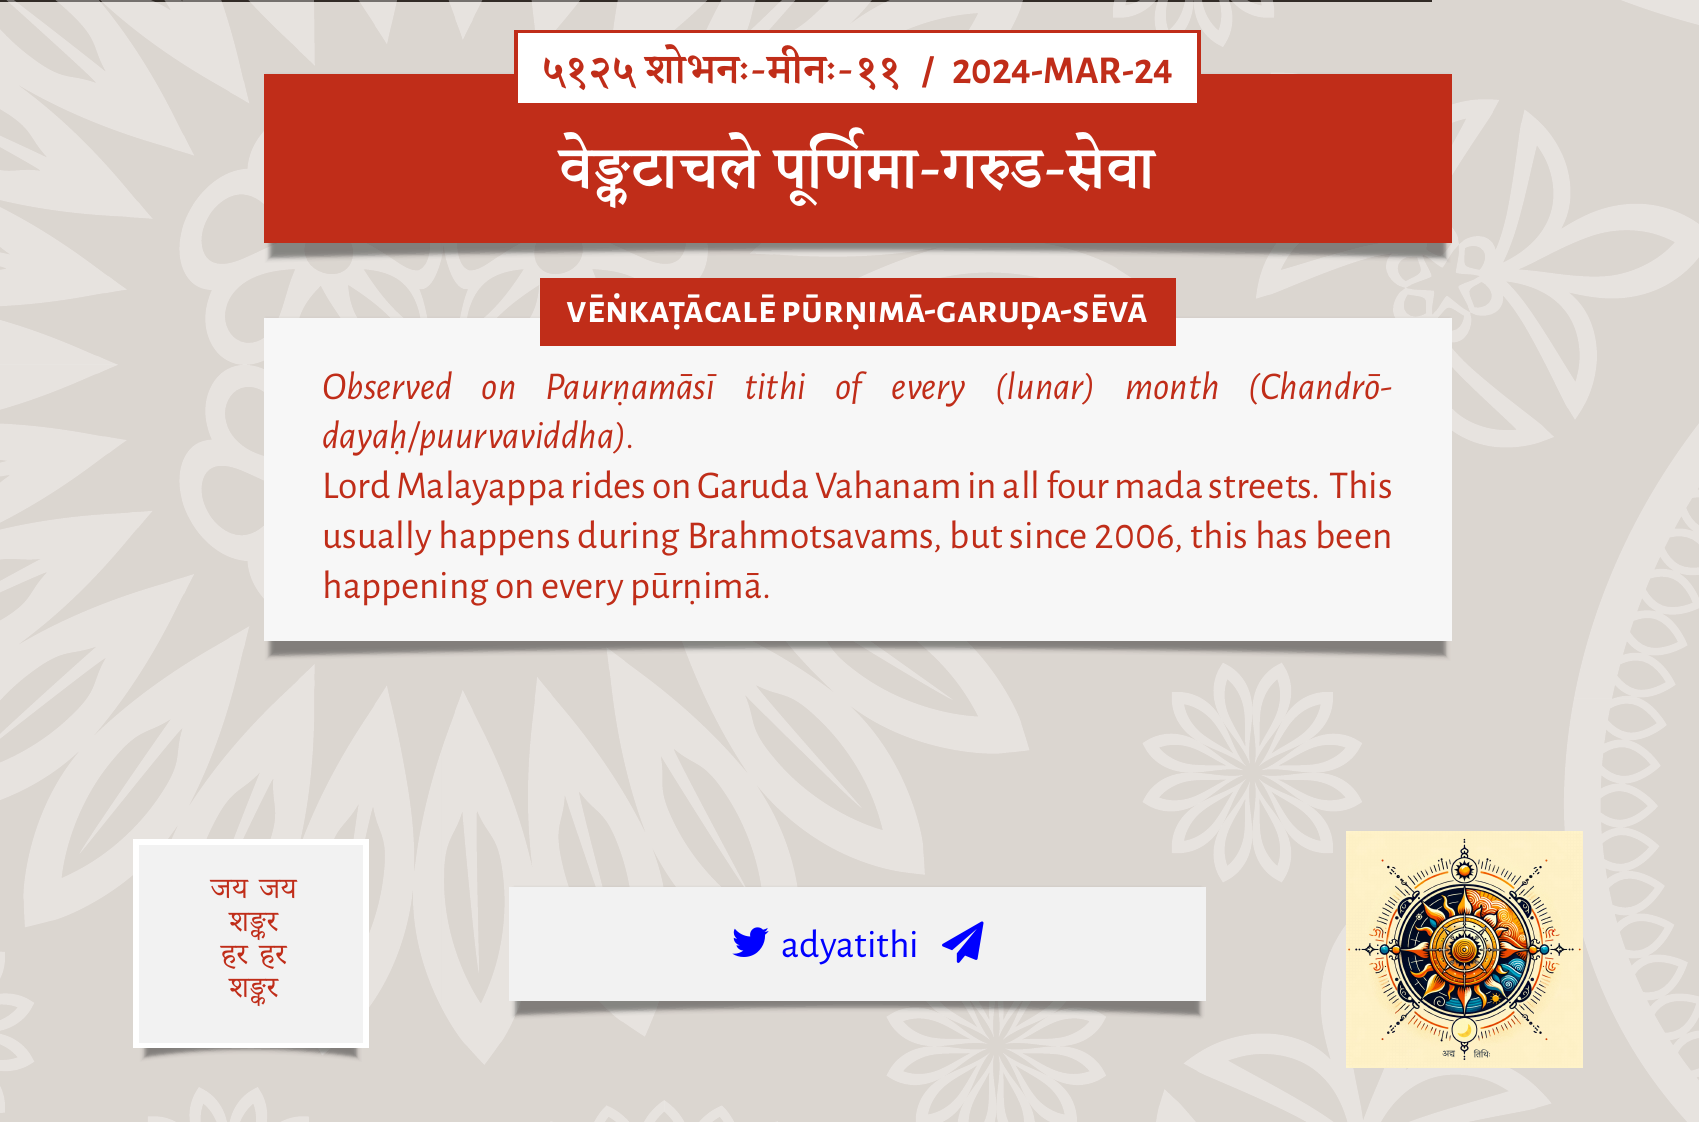 ५१२५ शोभनः-मीनः-११ / 2024-MAR-24
वेङ्कटाचले पूर्णिमा-गरुड-सेवा
VĒṄKAṬĀCALĒ PŪRṆIMĀ-GARUḌA-SĒVĀ
Observed on Paurṇamāsī tithi of every (lunar) month (Chandrō-
dayaḥ/puurvaviddha).
Lord Malayappa rides on Garuda Vahanam in all four mada streets. This
usually happens during Brahmotsavams, but since 2006, this has been
happening on every pūrṇimā.
जय जय
शङ्कर
हर हर
शङ्कर
adyatithi
अद्य तिथिः